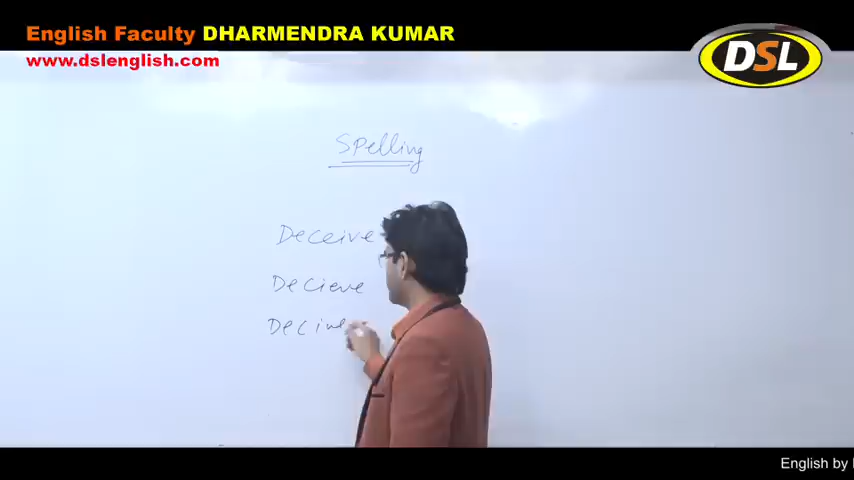 English Faculty DHARMENDRA KUMAR
www.dslenglish.com
DSL
Spelling
Deceive
Decieve
Decive
English by